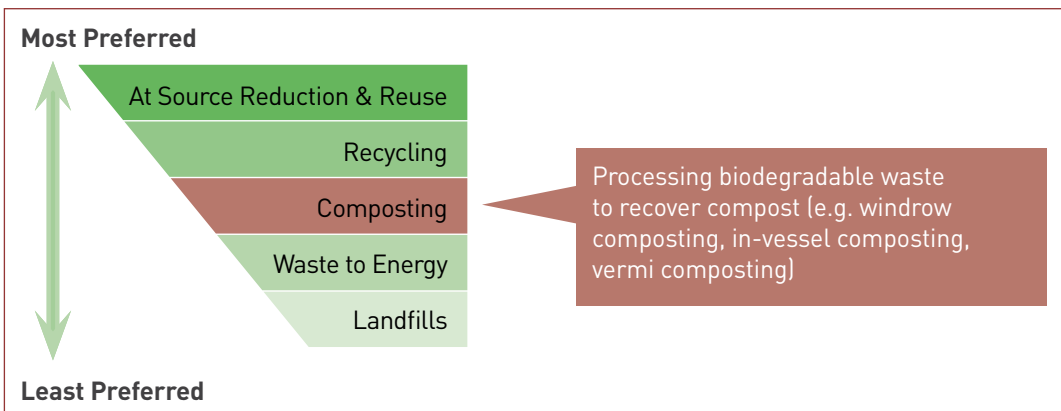 Most Preferred
At Source Reduction & Reuse
Recycling
Composting
Waste to Energy
Landfills
Least Preferred
Processing biodegradable waste
to recover compost (e.g. windrow
composting, in-vessel composting,
vermi composting)